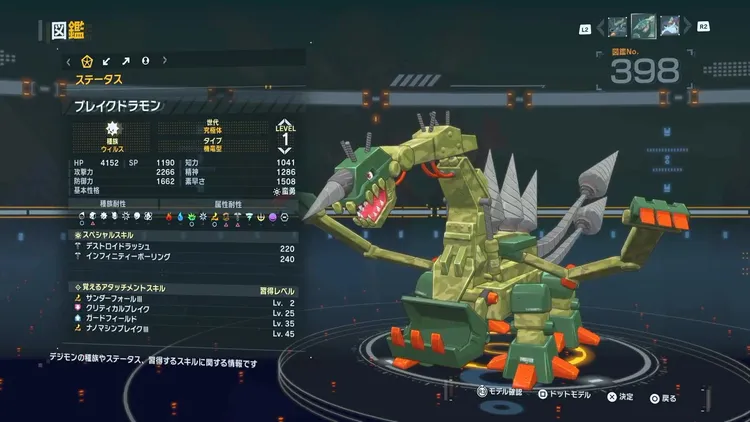 図鑑
L2
R2
図鑑No.
398
ステータス
ブレイクドラモン
種族
ウイルス
世代
究極体
タイプ
機竜型
LEVEL
1
HP 4152 SP 1190 知力 1041
攻撃力 2266 精神 1286
防御力 1662 素早さ 1508
基本性格 蛮勇
種族耐性 属性耐性
スペシャルスキル
デストロイドラッシュ 220
インフィニティーボーリング 240
覚えるアタッチメントスキル 習得レベル
サンダーフォールⅢ Lv. 2
クリティカルブレイク Lv. 25
ガードフィールド Lv. 35
ナノマシンブレイクⅢ Lv. 45
デジモンの種族やステータス、習得するスキルに関する情報です
R3 モデル確認 ドットモデル 決定 戻る